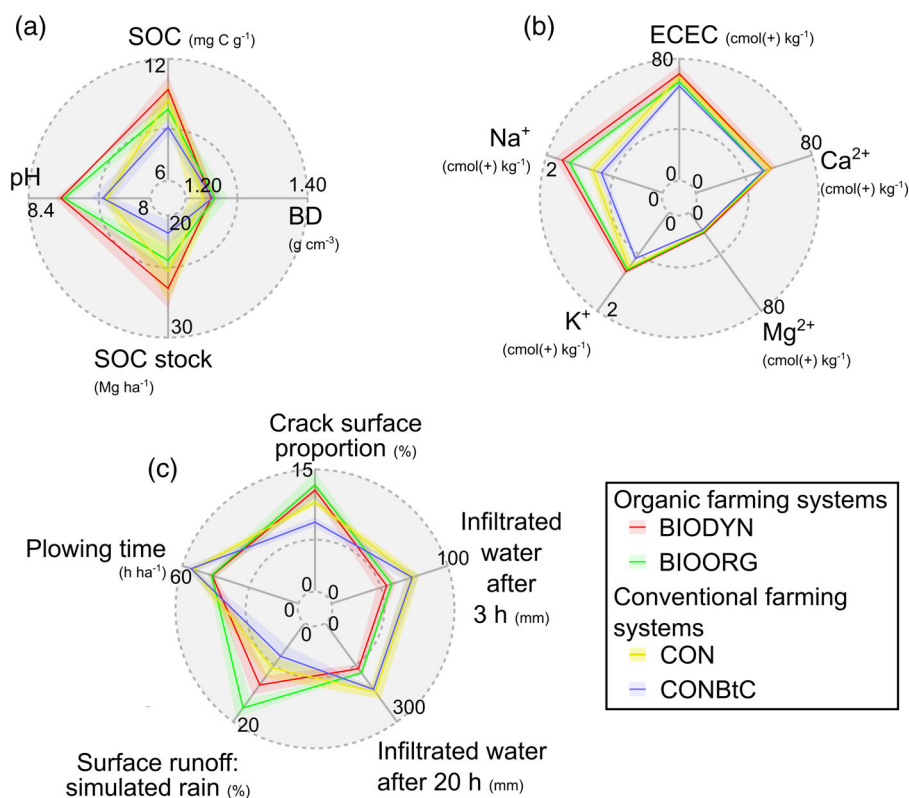 (a)
SOC (mg C g⁻¹)
12
pH
6
1.20
1.40
8.4
8
20
BD
(g cm⁻³)
30
SOC stock
(Mg ha⁻¹)
(b)
ECEC (cmol(+) kg⁻¹)
80
Na⁺
(cmol(+) kg⁻¹)
2
80
Ca²⁺
(cmol(+) kg⁻¹)
0
0 0
0 0
K⁺
(cmol(+) kg⁻¹)
2
80
Mg²⁺
(cmol(+) kg⁻¹)
(c)
Crack surface
proportion (%)
15
Plowing time
(h ha⁻¹)
60
Infiltrated
water
after
3 h (mm)
100
0
0 0
0 0
20
300
Surface runoff:
simulated rain (%)
Infiltrated water
after 20 h (mm)
Organic farming systems
BIODYN
BIOORG
Conventional farming
systems
CON
CONBtC